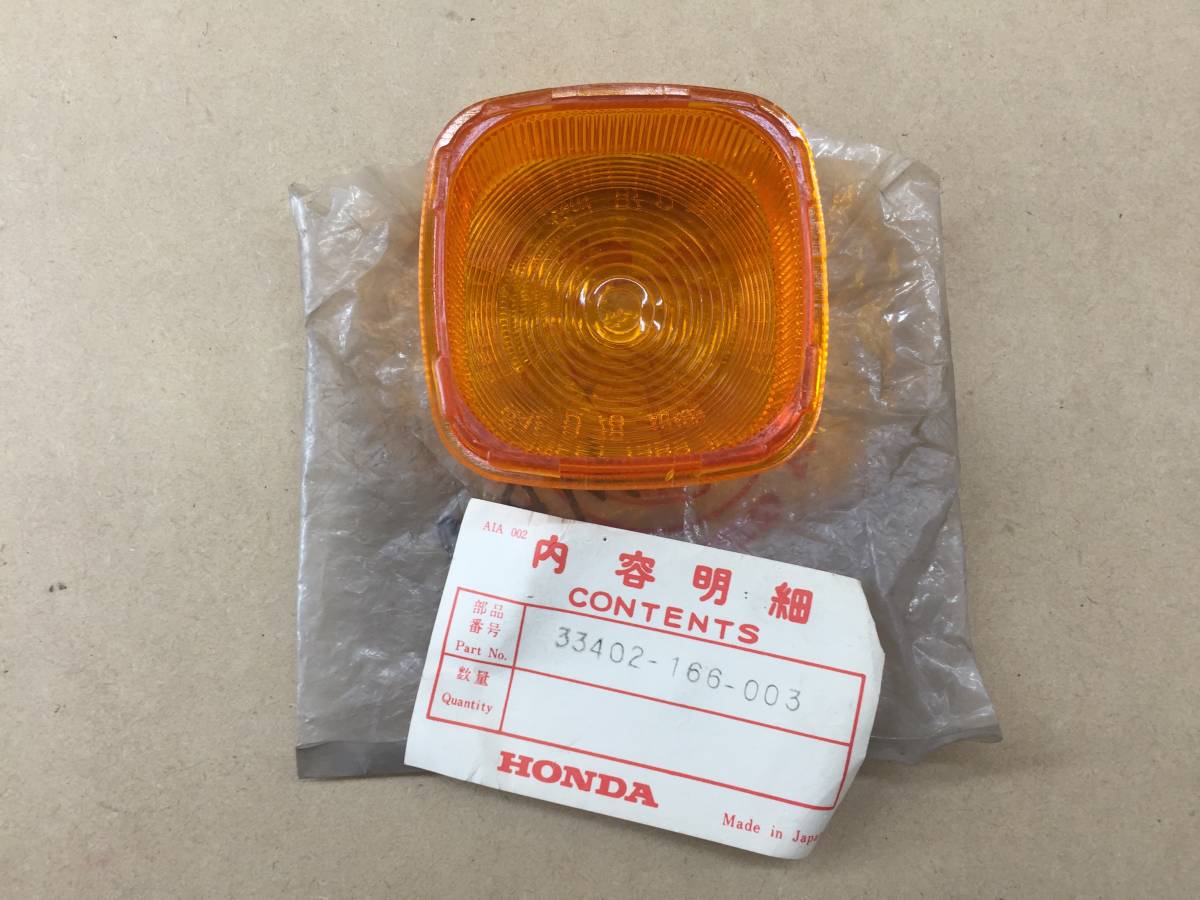 AIA 002
内容明細
CONTENTS
部品
番号
Part No.
33402-166-003
数量
Quantity
HONDA
Made in Japa